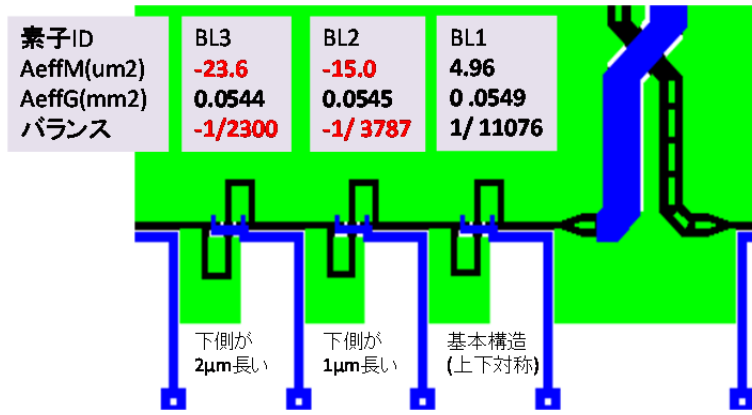 素子ID BL3 BL2 BL1
AeffM(um2) -23.6 -15.0 4.96
AeffG(mm2) 0.0544 0.0545 0 .0549
バランス -1/2300 -1/ 3787 1/ 11076
下側が 下側が 基本構造
2μm長い 1μm長い (上下対称)